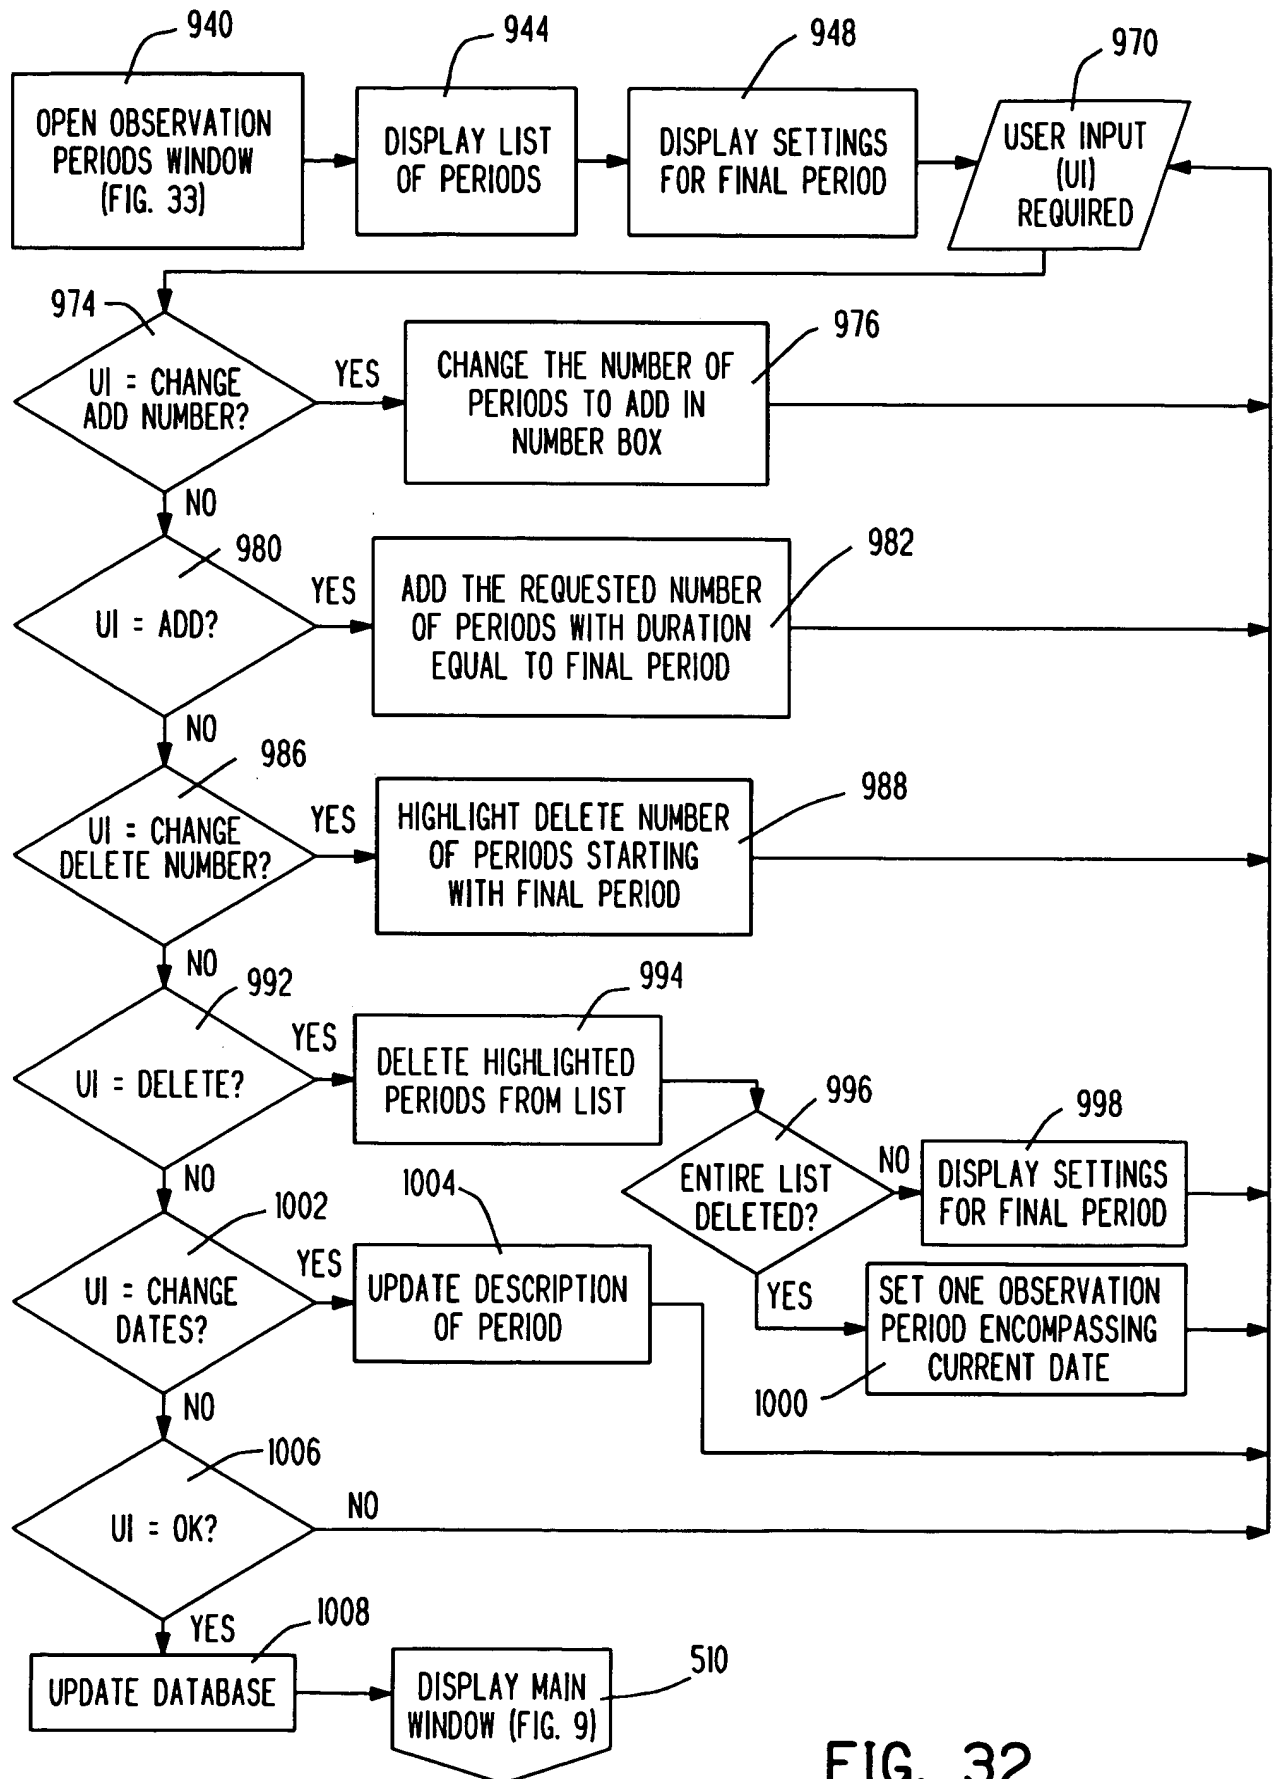 940
944
948
970
OPEN OBSERVATION
PERIODS WINDOW
(FIG. 33)
DISPLAY LIST
OF PERIODS
DISPLAY SETTINGS
FOR FINAL PERIOD
USER INPUT
(UI)
REQUIRED
974
UI = CHANGE
ADD NUMBER?
YES
976
CHANGE THE NUMBER OF
PERIODS TO ADD IN
NUMBER BOX
NO
980
UI = ADD?
YES
982
ADD THE REQUESTED NUMBER
OF PERIODS WITH DURATION
EQUAL TO FINAL PERIOD
NO
986
UI = CHANGE
DELETE NUMBER?
YES
988
HIGHLIGHT DELETE NUMBER
OF PERIODS STARTING
WITH FINAL PERIOD
NO
992
UI = DELETE?
YES
994
DELETE HIGHLIGHTED
PERIODS FROM LIST
996
ENTIRE LIST
DELETED?
NO
998
DISPLAY SETTINGS
FOR FINAL PERIOD
YES
SET ONE OBSERVATION
PERIOD ENCOMPASSING
CURRENT DATE
1000
NO
1002
UI = CHANGE
DATES?
YES
1004
UPDATE DESCRIPTION
OF PERIOD
NO
1006
UI = OK?
NO
YES
1008
UPDATE DATABASE
510
DISPLAY MAIN
WINDOW (FIG. 9)
FIG. 32